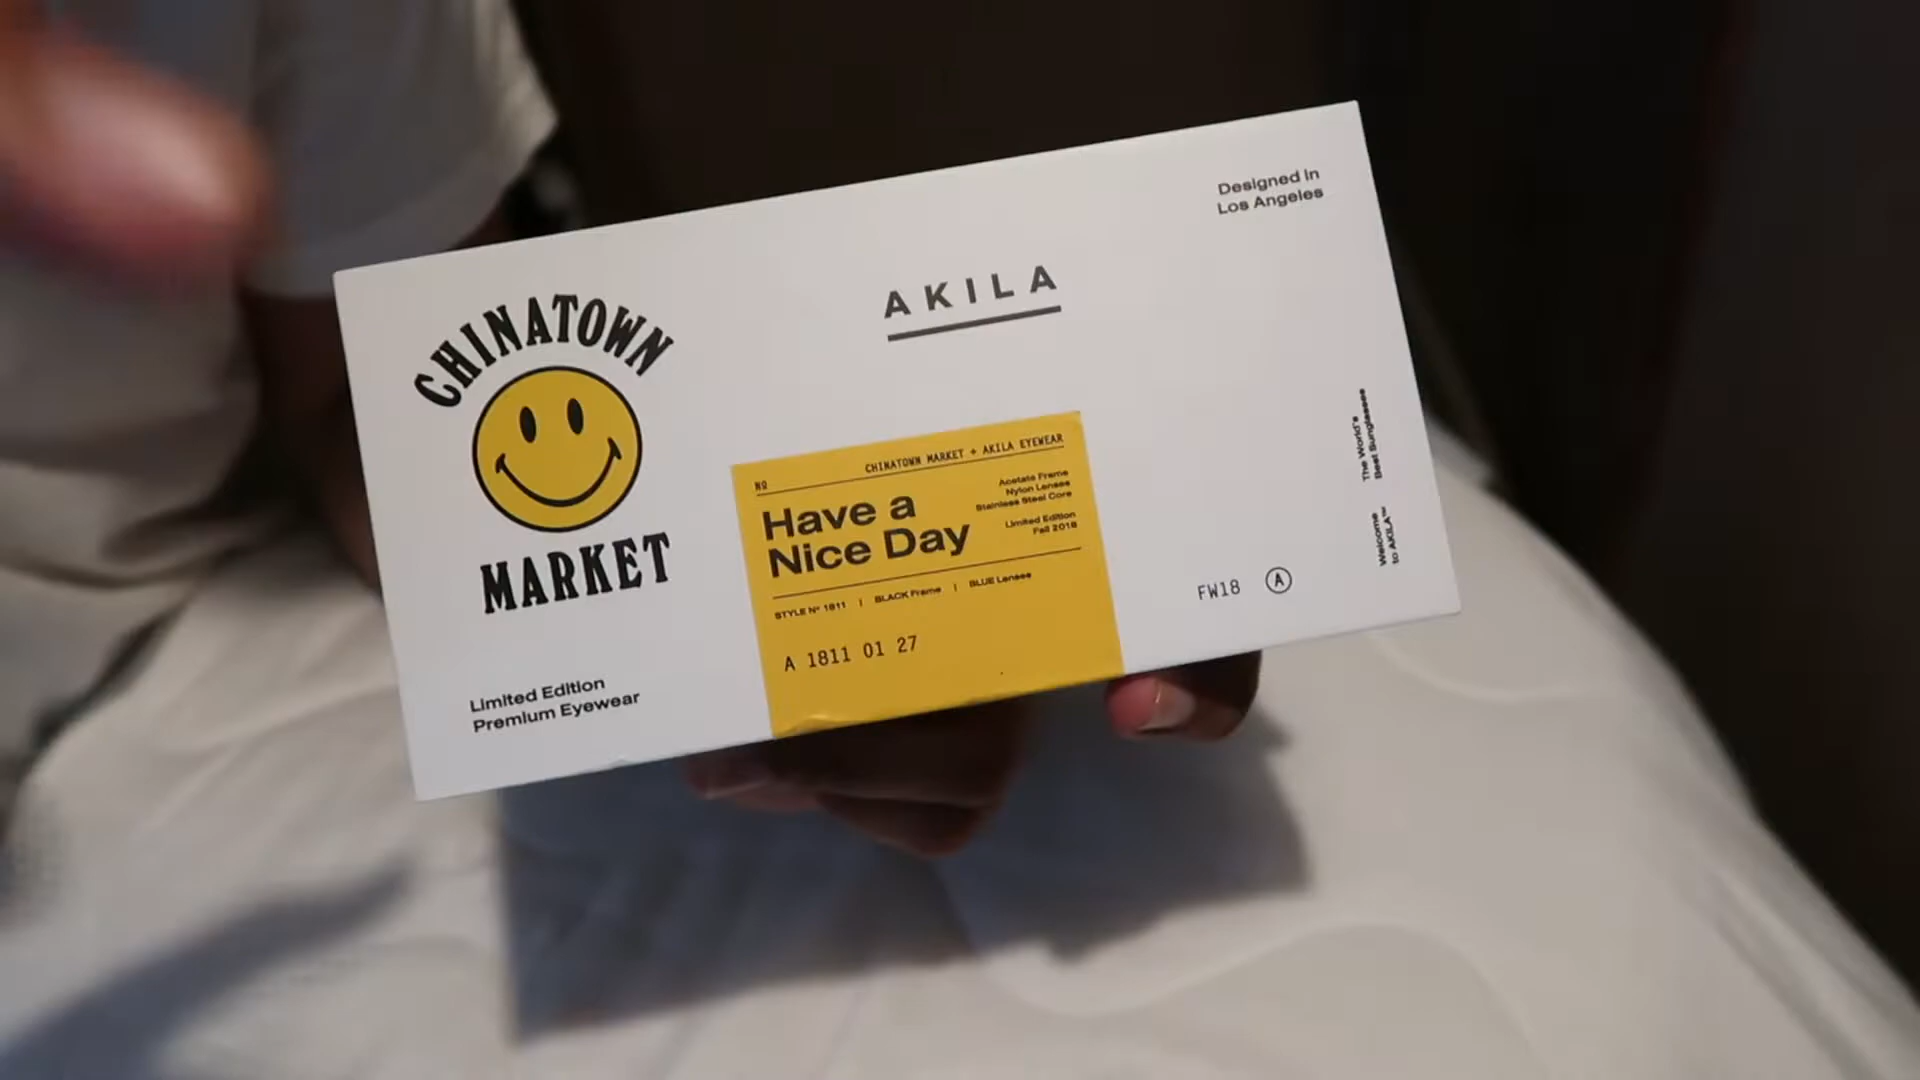 CHINATOWN
MARKET
Limited Edition
Premium Eyewear
AKILA
Nº
CHINATOWN MARKET + AKILA EYEWEAR
Have a
Nice Day
Acetate Frame
Nylon Lenses
Stainless Steel Core
Limited Edition
Fall 2018
STYLE Nº 1811 | BLACK Frame | BLUE Lenses
A 1811 01 27
Designed in
Los Angeles
The World's
Best Sunglasses
Welcome
to AKILA™
FW18 A